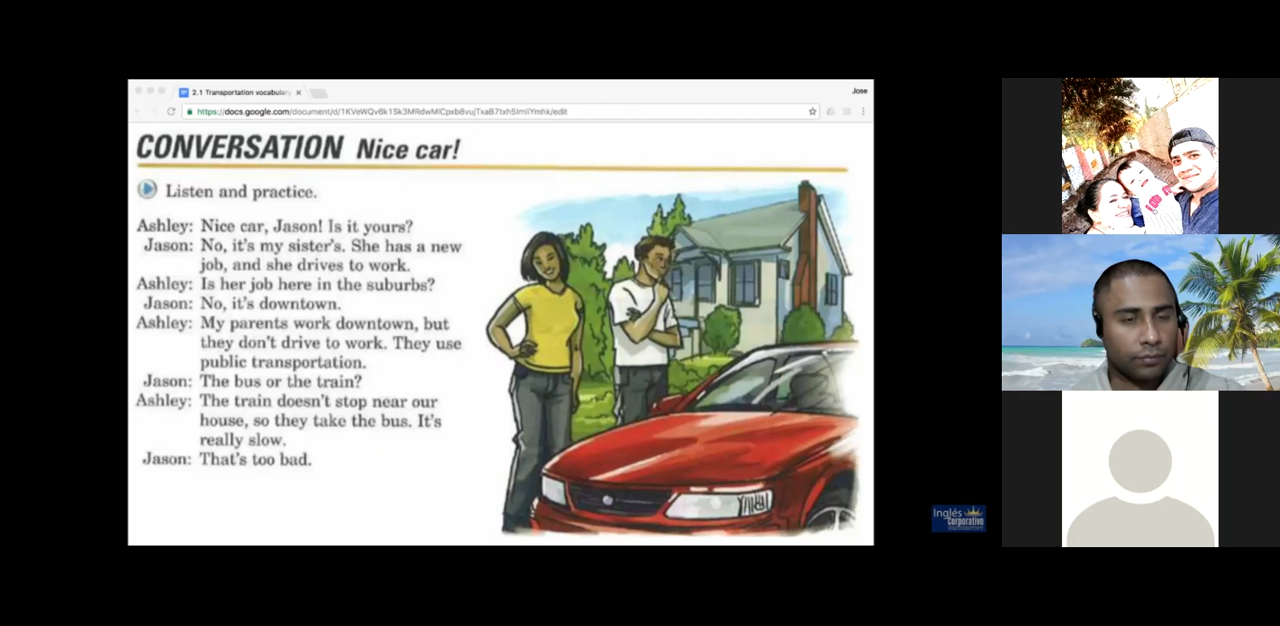 2.1 Transportation vocabulary
Jose
https://docs.google.com/document/d/
CONVERSATION Nice car!
Listen and practice.
Ashley: Nice car, Jason! Is it yours?
Jason: No, it's my sister's. She has a new
job, and she drives to work.
Ashley: Is her job here in the suburbs?
Jason: No, it's downtown.
Ashley: My parents work downtown, but
they don't drive to work. They use
public transportation.
Jason: The bus or the train?
Ashley: The train doesn't stop near our
house, so they take the bus. It's
really slow.
Jason: That's too bad.
Inglés
Corporativo